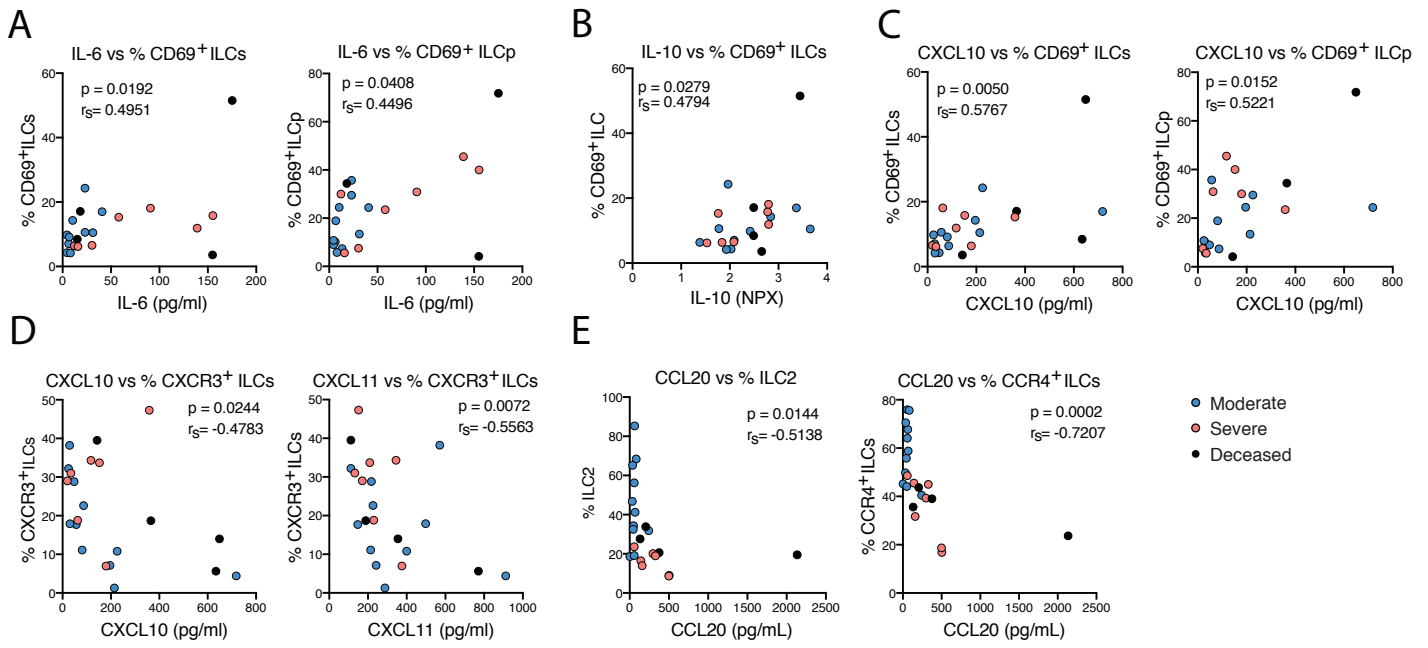 A
IL-6 vs % CD69+ ILCs
p = 0.0192
rS= 0.4951
% CD69+ILCs
60
40
20
0
0 50 100 150 200
IL-6 (pg/ml)
IL-6 vs % CD69+ ILCp
p = 0.0408
rS= 0.4496
% CD69+ILCp
80
60
40
20
0
0 50 100 150 200
IL-6 (pg/ml)
B
IL-10 vs % CD69+ ILCs
p = 0.0279
rS= 0.4794
% CD69+ILC
60
40
20
0
0 1 2 3 4
IL-10 (NPX)
C
CXCL10 vs % CD69+ ILCs
p = 0.0050
rS= 0.5767
% CD69+ILCs
60
40
20
0
0 200 400 600 800
CXCL10 (pg/ml)
CXCL10 vs % CD69+ ILCp
p = 0.0152
rS= 0.5221
% CD69+ILCp
80
60
40
20
0
0 200 400 600 800
CXCL10 (pg/ml)
D
CXCL10 vs % CXCR3+ ILCs
p = 0.0244
rS= -0.4783
% CXCR3+ILCs
50
40
30
20
10
0
0 200 400 600 800
CXCL10 (pg/ml)
CXCL11 vs % CXCR3+ILCs
p = 0.0072
rS= -0.5563
% CXCR3+ILCs
50
40
30
20
10
0
0 200 400 600 800 1000
CXCL11 (pg/ml)
E
CCL20 vs % ILC2
p = 0.0144
rS= -0.5138
% ILC2
100
80
60
40
20
0
0 500 1000 1500 2000 2500
CCL20 (pg/mL)
CCL20 vs % CCR4+ILCs
p = 0.0002
rS= -0.7207
% CCR4+ILCs
80
60
40
20
0
0 500 1000 1500 2000 2500
CCL20 (pg/mL)
Moderate
Severe
Deceased